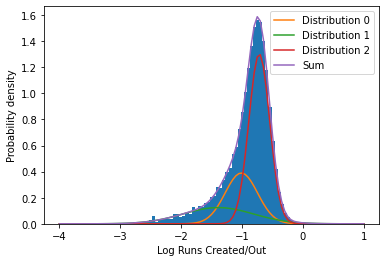 Distribution 0
Distribution 1
Distribution 2
Sum
Probability density
1.6
1.4
1.2
1.0
0.8
0.6
0.4
0.2
0.0
−4 −3 −2 −1 0 1
Log Runs Created/Out